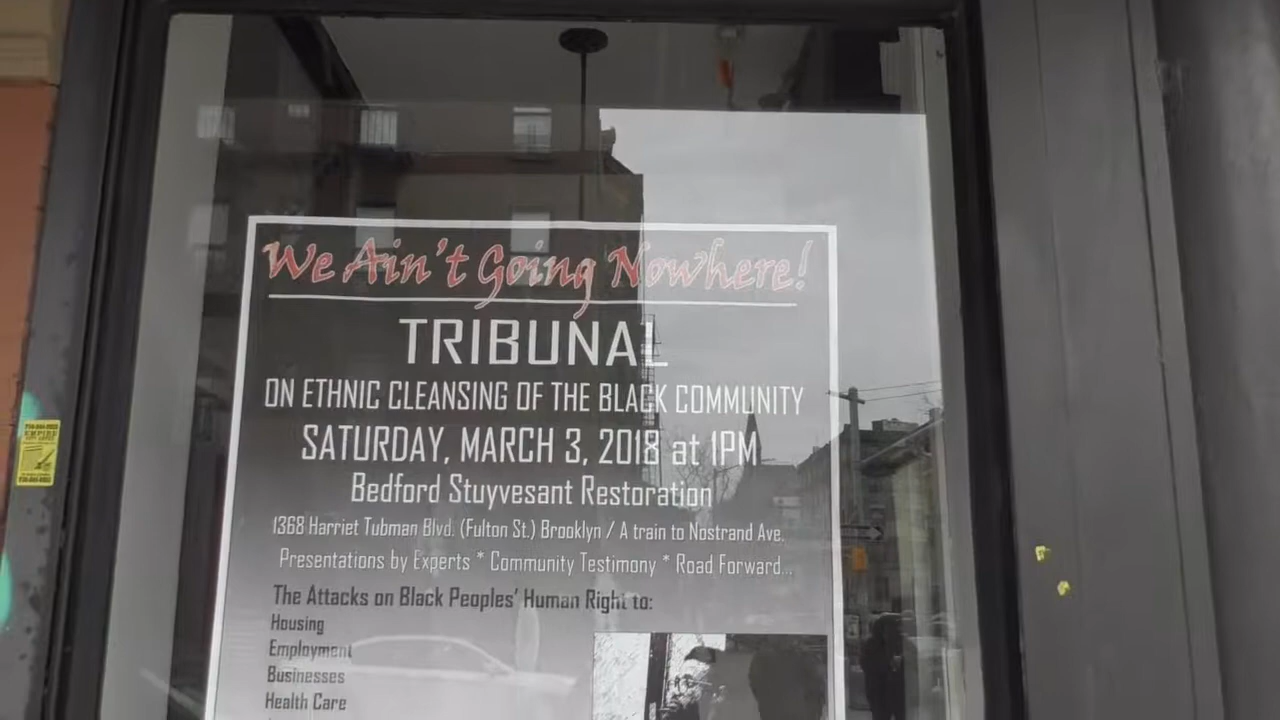 We Ain't Going Nowhere!
TRIBUNAL
ON ETHNIC CLEANSING OF THE BLACK COMMUNITY
SATURDAY, MARCH 3, 2018 at 1PM
Bedford Stuyvesant Restoration
1368 Harriet Tubman Blvd. (Fulton St.) Brooklyn / A train to Nostrand Ave.
Presentations by Experts * Community Testimony * Road Forward...
The Attacks on Black Peoples' Human Right to:
Housing
Employment
Businesses
Health Care
EMPIRE